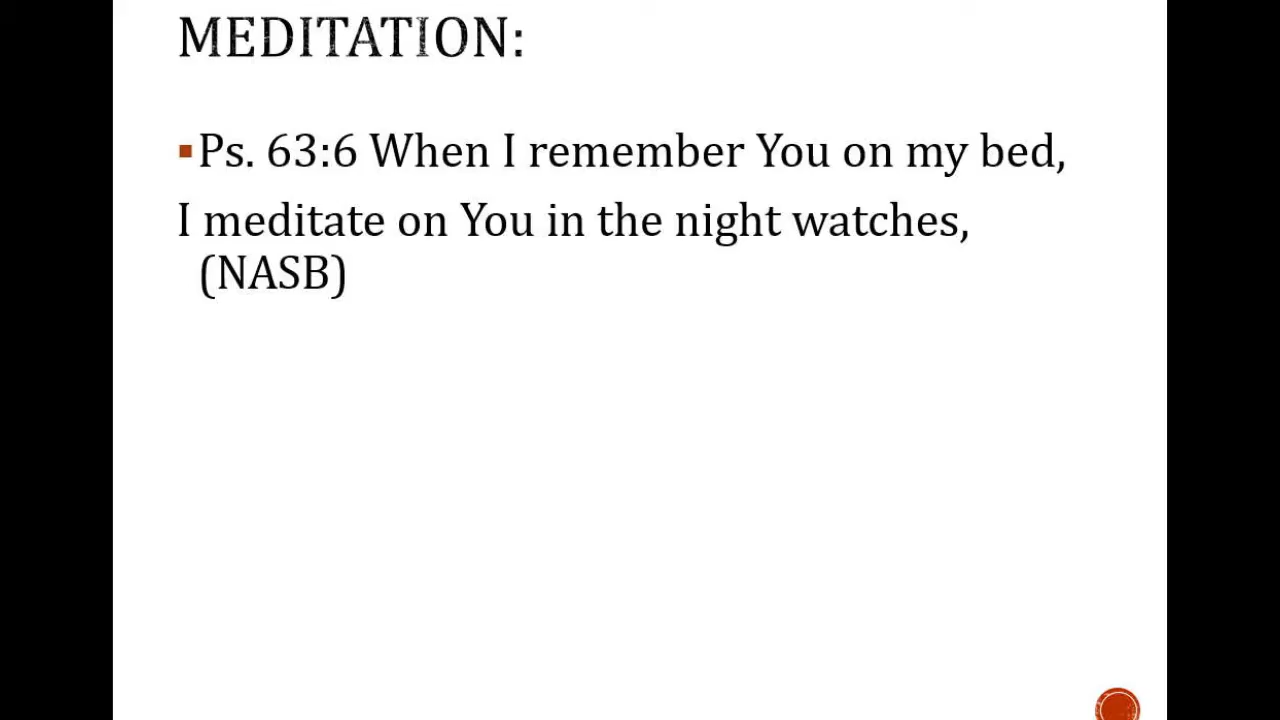 MEDITATION:
▪Ps. 63:6 When I remember You on my bed,
I meditate on You in the night watches,
(NASB)